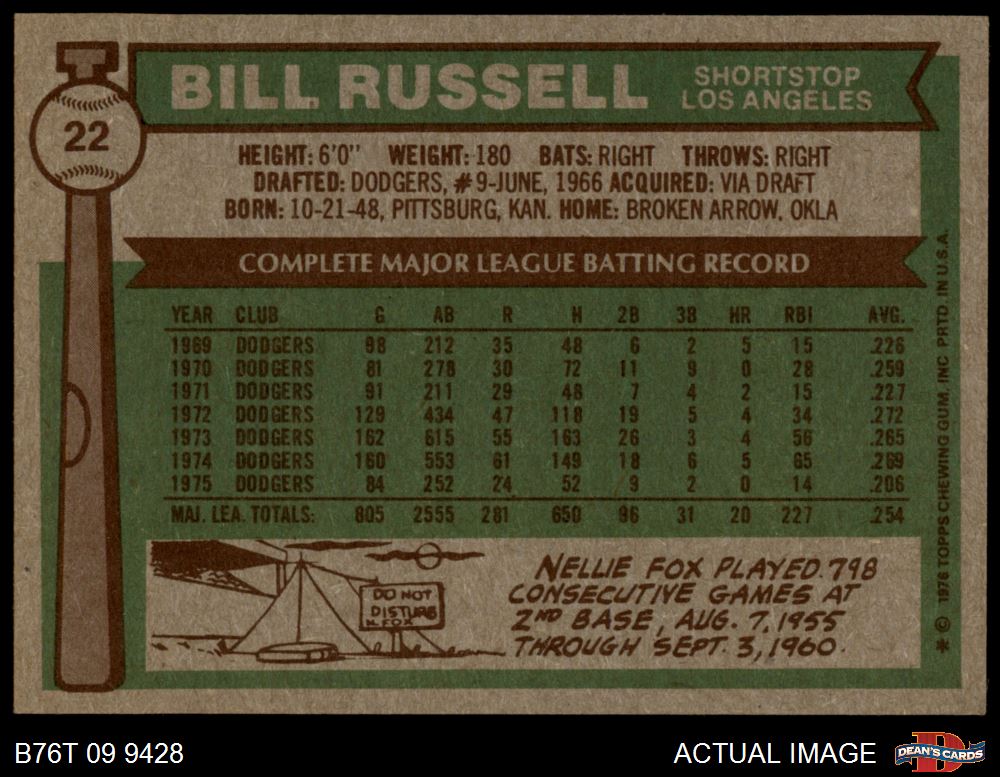 22
BILL RUSSELL
SHORTSTOP
LOS ANGELES
HEIGHT: 6'0" WEIGHT: 180 BATS: RIGHT THROWS: RIGHT
DRAFTED: DODGERS, #9-JUNE, 1966 ACQUIRED: VIA DRAFT
BORN: 10-21-48, PITTSBURG, KAN. HOME: BROKEN ARROW, OKLA
COMPLETE MAJOR LEAGUE BATTING RECORD
YEAR CLUB G AB R H 2B 3B HR RBI AVG.
1969 DODGERS 98 212 35 48 6 2 5 15 .226
1970 DODGERS 81 278 30 72 11 9 0 28 .259
1971 DODGERS 91 211 29 48 7 4 2 15 .227
1972 DODGERS 129 434 47 118 19 5 4 34 .272
1973 DODGERS 162 615 55 163 26 3 4 56 .265
1974 DODGERS 160 553 61 149 18 6 5 65 .269
1975 DODGERS 84 252 24 52 9 2 0 14 .206
MAJ. LEA. TOTALS: 805 2555 281 650 96 31 20 227 .254
DO NOT
DISTURB
N. FOX
NELLIE FOX PLAYED 798
CONSECUTIVE GAMES AT
2ND BASE, AUG. 7, 1955
THROUGH SEPT. 3, 1960.
* © 1976 TOPPS CHEWING GUM, INC. PRTD. IN U.S.A.
B76T 09 9428
ACTUAL IMAGE
D
DEAN'S CARDS